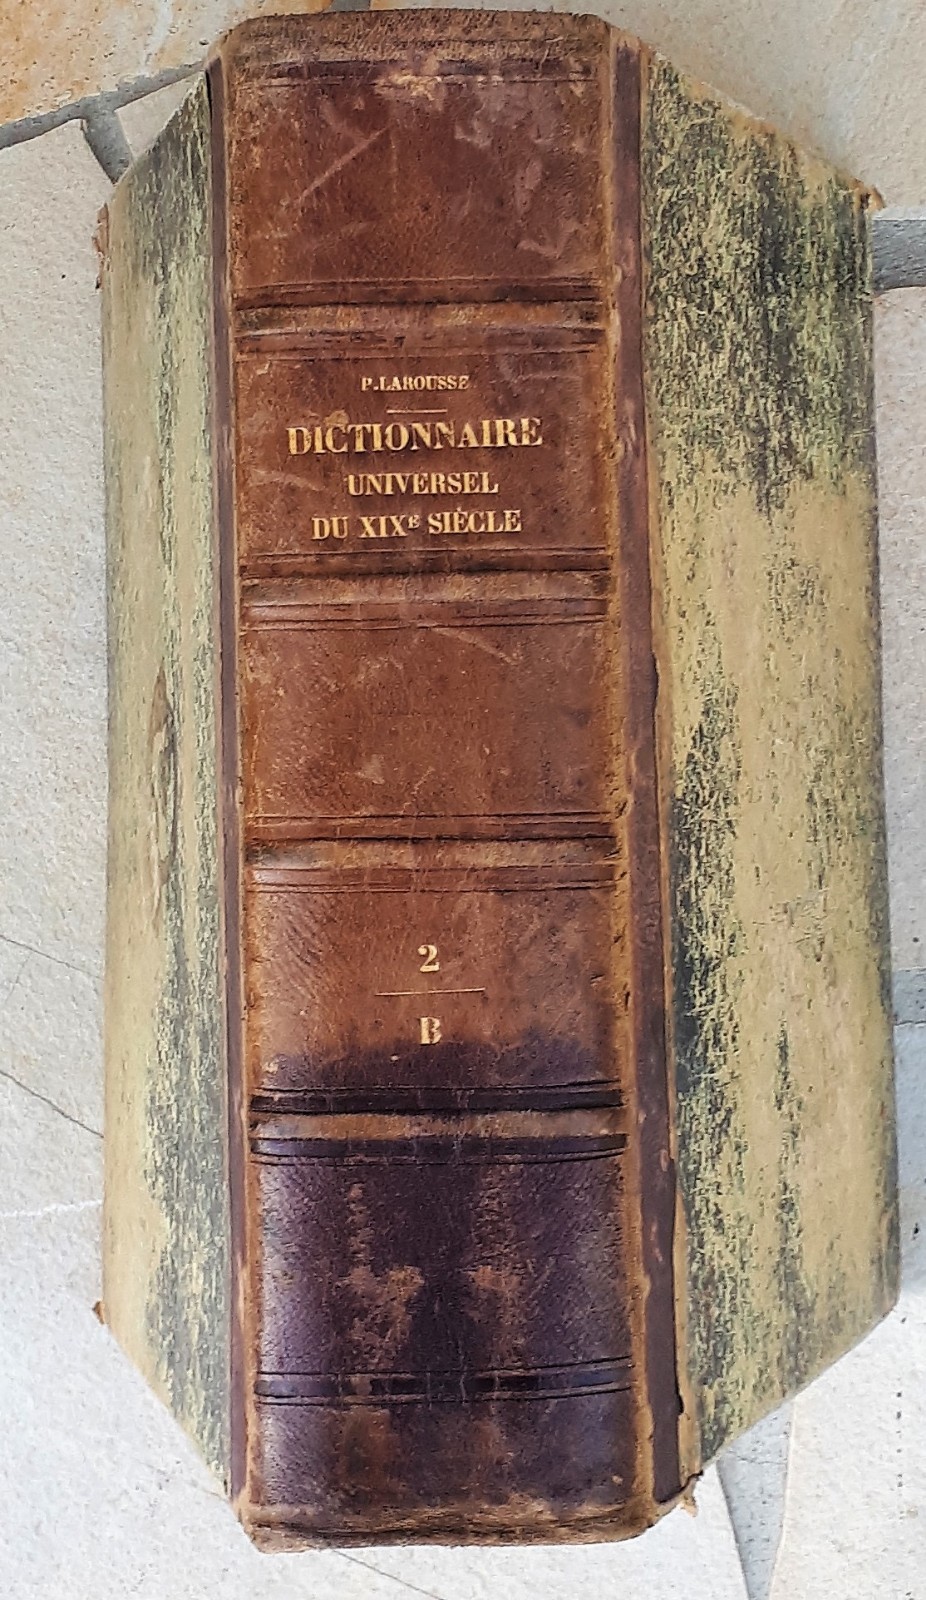 P. LAROUSSE
DICTIONNAIRE
UNIVERSEL
DU XIXᴱ SIÈCLE
2
B